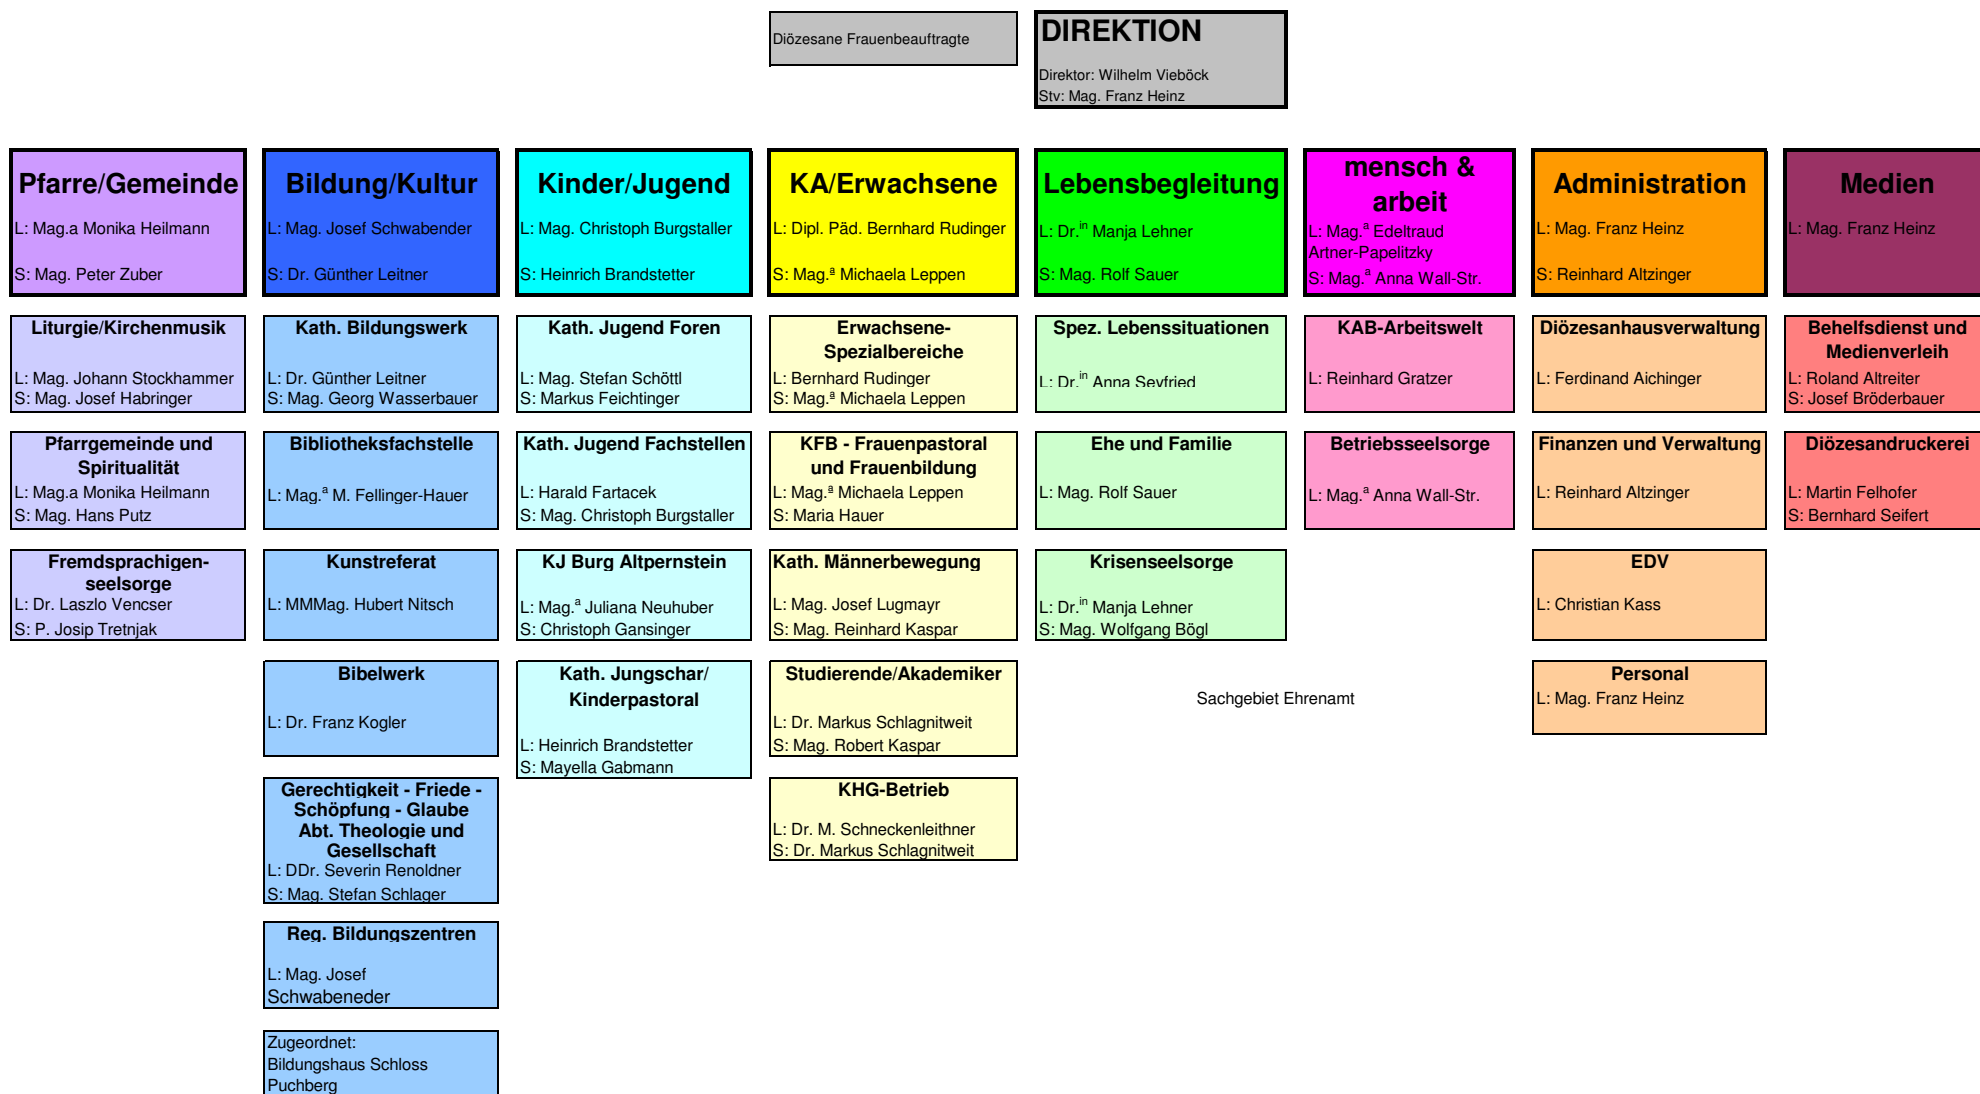 Diözesane Frauenbeauftragte
DIREKTION
Direktor: Wilhelm Vieböck
Stv: Mag. Franz Heinz
Pfarre/Gemeinde
L: Mag.a Monika Heilmann
S: Mag. Peter Zuber
Liturgie/Kirchenmusik
L: Mag. Johann Stockhammer
S: Mag. Josef Habringer
Pfarrgemeinde und
Spiritualität
L: Mag.a Monika Heilmann
S: Mag. Hans Putz
Fremdsprachigen-
seelsorge
L: Dr. Laszlo Vencser
S: P. Josip Tretnjak
Bildung/Kultur
L: Mag. Josef Schwabender
S: Dr. Günther Leitner
Kath. Bildungswerk
L: Dr. Günther Leitner
S: Mag. Georg Wasserbauer
Bibliotheksfachstelle
L: Mag.ª M. Fellinger-Hauer
Kunstreferat
L: MMMag. Hubert Nitsch
Bibelwerk
L: Dr. Franz Kogler
Gerechtigkeit - Friede -
Schöpfung - Glaube
Abt. Theologie und
Gesellschaft
L: DDr. Severin Renoldner
S: Mag. Stefan Schlager
Reg. Bildungszentren
L: Mag. Josef
Schwabeneder
Zugeordnet:
Bildungshaus Schloss
Puchberg
Kinder/Jugend
L: Mag. Christoph Burgstaller
S: Heinrich Brandstetter
Kath. Jugend Foren
L: Mag. Stefan Schöttl
S: Markus Feichtinger
Kath. Jugend Fachstellen
L: Harald Fartacek
S: Mag. Christoph Burgstaller
KJ Burg Altpernstein
L: Mag.ª Juliana Neuhuber
S: Christoph Gansinger
Kath. Jungschar/
Kinderpastoral
L: Heinrich Brandstetter
S: Mayella Gabmann
KA/Erwachsene
L: Dipl. Päd. Bernhard Rudinger
S: Mag.ª Michaela Leppen
Erwachsene-
Spezialbereiche
L: Bernhard Rudinger
S: Mag.ª Michaela Leppen
KFB - Frauenpastoral
und Frauenbildung
L: Mag.ª Michaela Leppen
S: Maria Hauer
Kath. Männerbewegung
L: Mag. Josef Lugmayr
S: Mag. Reinhard Kaspar
Studierende/Akademiker
L: Dr. Markus Schlagnitweit
S: Mag. Robert Kaspar
KHG-Betrieb
L: Dr. M. Schneckenleithner
S: Dr. Markus Schlagnitweit
Lebensbegleitung
L: Dr.in Manja Lehner
S: Mag. Rolf Sauer
Spez. Lebenssituationen
L: Dr.in Anna Seyfried
Ehe und Familie
L: Mag. Rolf Sauer
Krisenseelsorge
L: Dr.in Manja Lehner
S: Mag. Wolfgang Bögl
Sachgebiet Ehrenamt
mensch &
arbeit
L: Mag.ª Edeltraud
Artner-Papelitzky
S: Mag.ª Anna Wall-Str.
KAB-Arbeitswelt
L: Reinhard Gratzer
Betriebsseelsorge
L: Mag.ª Anna Wall-Str.
Administration
L: Mag. Franz Heinz
S: Reinhard Altzinger
Diözesanhausverwaltung
L: Ferdinand Aichinger
Finanzen und Verwaltung
L: Reinhard Altzinger
EDV
L: Christian Kass
Personal
L: Mag. Franz Heinz
Medien
L: Mag. Franz Heinz
Behelfsdienst und
Medienverleih
L: Roland Altreiter
S: Josef Bröderbauer
Diözesandruckerei
L: Martin Felhofer
S: Bernhard Seifert